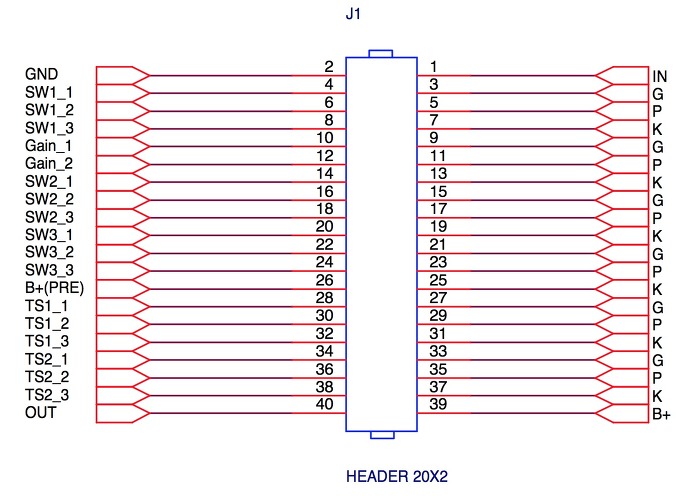 J1
GND 2 1 IN
SW1_1 4 3 G
SW1_2 6 5 P
SW1_3 8 7 K
Gain_1 10 9 G
Gain_2 12 11 P
SW2_1 14 13 K
SW2_2 16 15 G
SW2_3 18 17 P
SW3_1 20 19 K
SW3_2 22 21 G
SW3_3 24 23 P
B+(PRE) 26 25 K
TS1_1 28 27 G
TS1_2 30 29 P
TS1_3 32 31 K
TS2_1 34 33 G
TS2_2 36 35 P
TS2_3 38 37 K
OUT 40 39 B+
HEADER 20X2